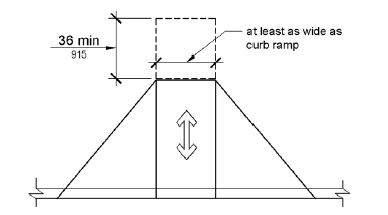 36 min
915
at least as wide as
curb ramp